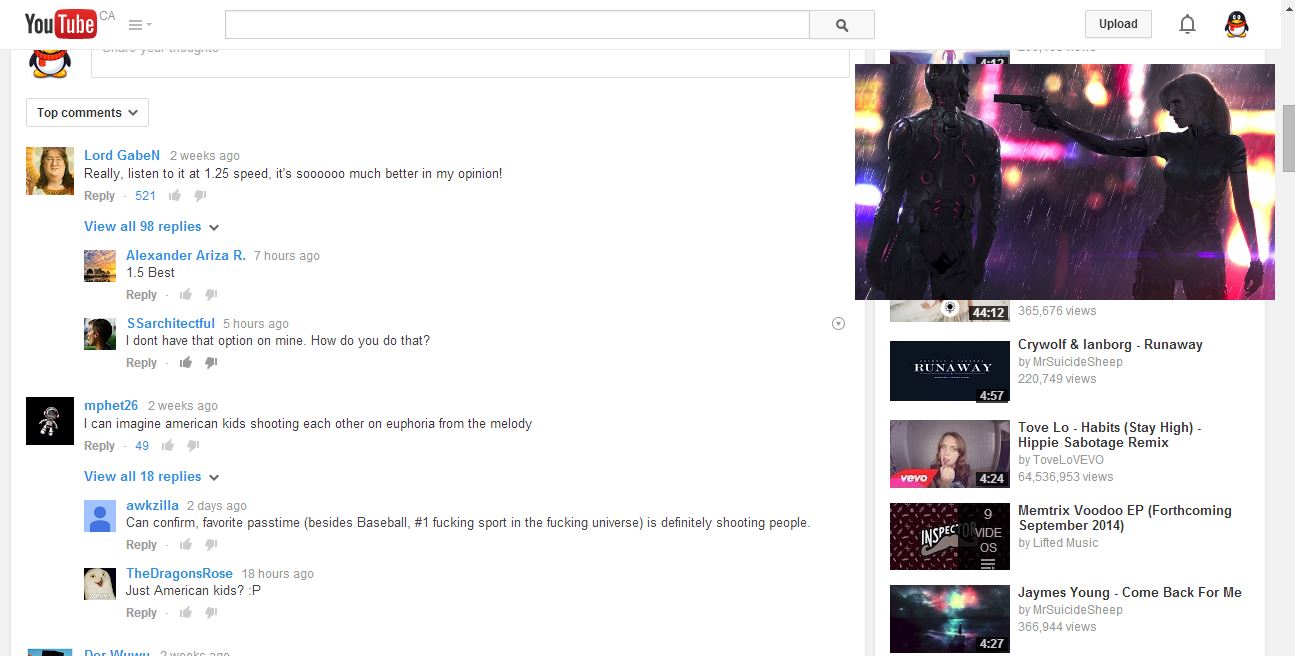 YouTube CA
Upload
Share your thoughts
Top comments
Lord GabeN 2 weeks ago
Really, listen to it at 1.25 speed, it's soooooo much better in my opinion!
Reply · 521
View all 98 replies
Alexander Ariza R. 7 hours ago
1.5 Best
Reply ·
SSarchitectful 5 hours ago
I dont have that option on mine. How do you do that?
Reply ·
mphet26 2 weeks ago
I can imagine american kids shooting each other on euphoria from the melody
Reply · 49
View all 18 replies
awkzilla 2 days ago
Can confirm, favorite passtime (besides Baseball, #1 fucking sport in the fucking universe) is definitely shooting people.
Reply ·
TheDragonsRose 18 hours ago
Just American kids? :P
Reply ·
Der Wuwu 2 weeks ago
4:12
44:12
365,676 views
RUNAWAY
4:57
Crywolf & Ianborg - Runaway
by MrSuicideSheep
220,749 views
vevo
4:24
Tove Lo - Habits (Stay High) -
Hippie Sabotage Remix
by ToveLoVEVO
64,536,953 views
INSPECTOR
9
VIDE
OS
Memtrix Voodoo EP (Forthcoming
September 2014)
by Lifted Music
4:27
Jaymes Young - Come Back For Me
by MrSuicideSheep
366,944 views